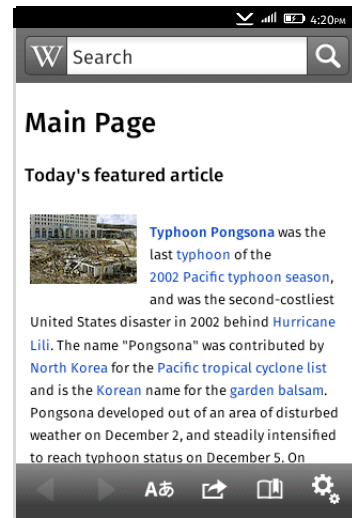 4:20PM
W Search
Main Page
Today's featured article
Typhoon Pongsona was the
last typhoon of the
2002 Pacific typhoon season,
and was the second-costliest
United States disaster in 2002 behind Hurricane
Lili. The name "Pongsona" was contributed by
North Korea for the Pacific tropical cyclone list
and is the Korean name for the garden balsam.
Pongsona developed out of an area of disturbed
weather on December 2, and steadily intensified
to reach typhoon status on December 5. On
Aあ